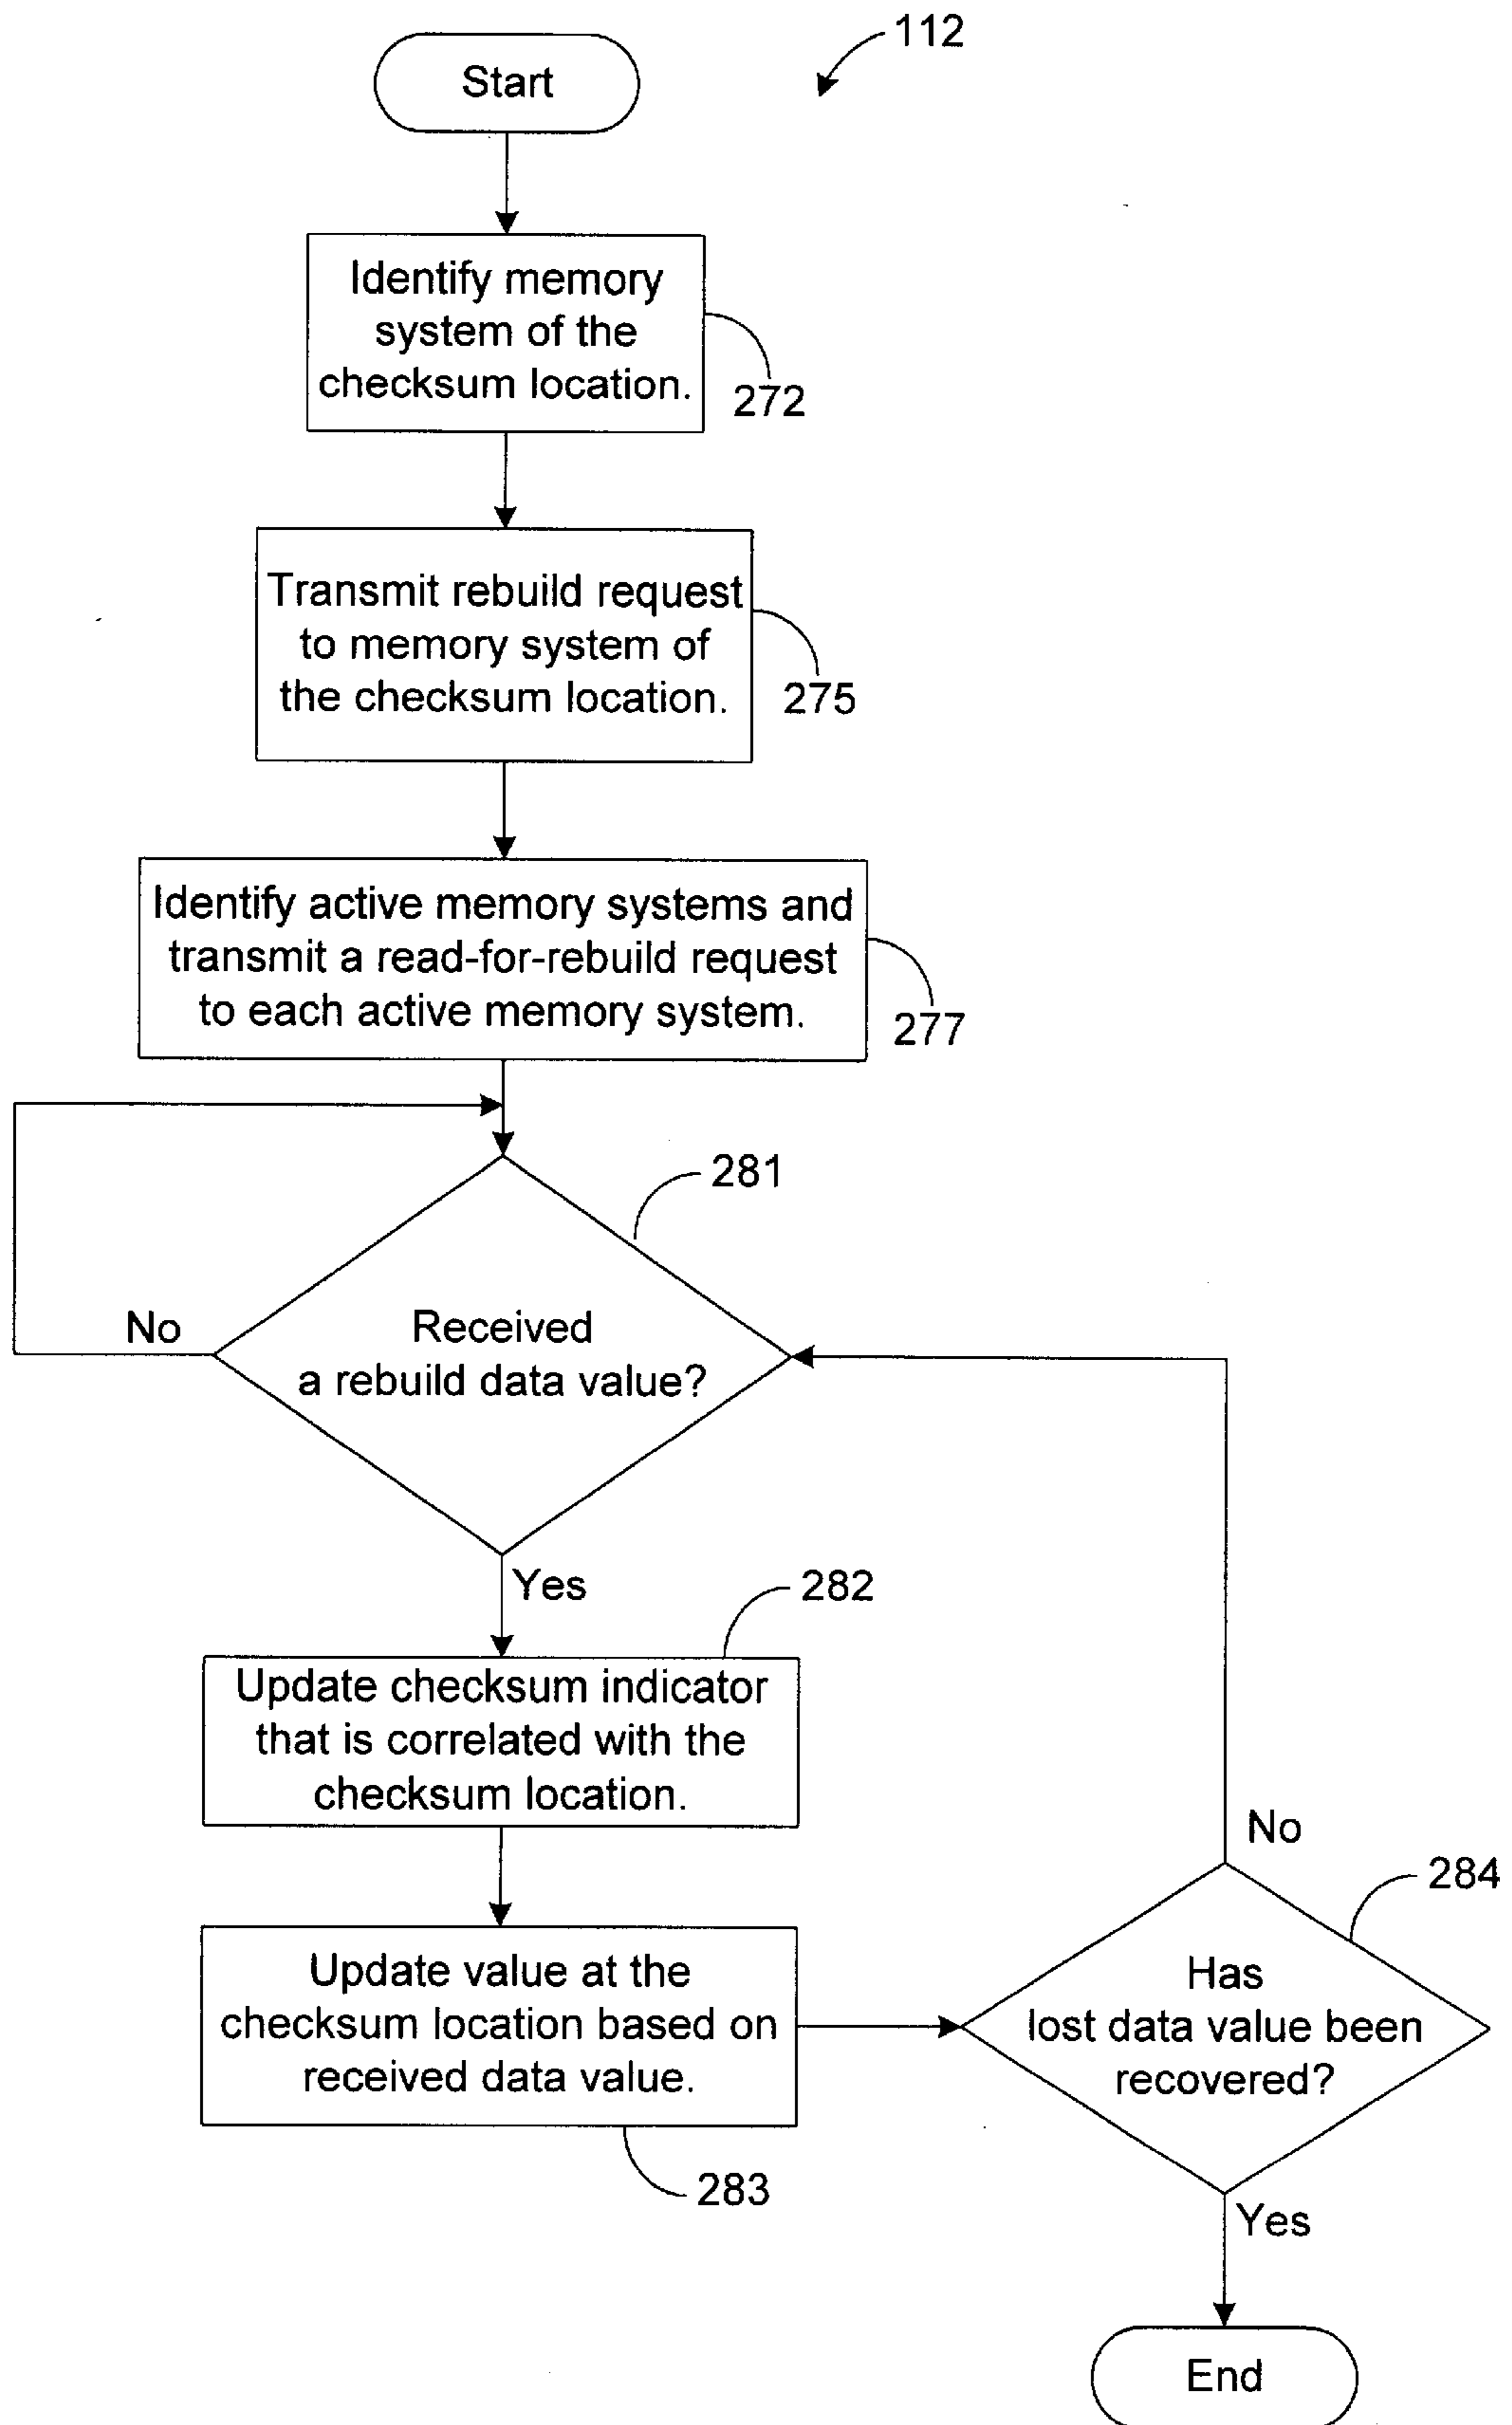 112
Start
Identify memory
system of the
checksum location.
272
Transmit rebuild request
to memory system of
the checksum location.
275
Identify active memory systems and
transmit a read-for-rebuild request
to each active memory system.
277
281
No
Received
a rebuild data value?
Yes
282
Update checksum indicator
that is correlated with the
checksum location.
No
284
Update value at the
checksum location based on
received data value.
283
Has
lost data value been
recovered?
Yes
End